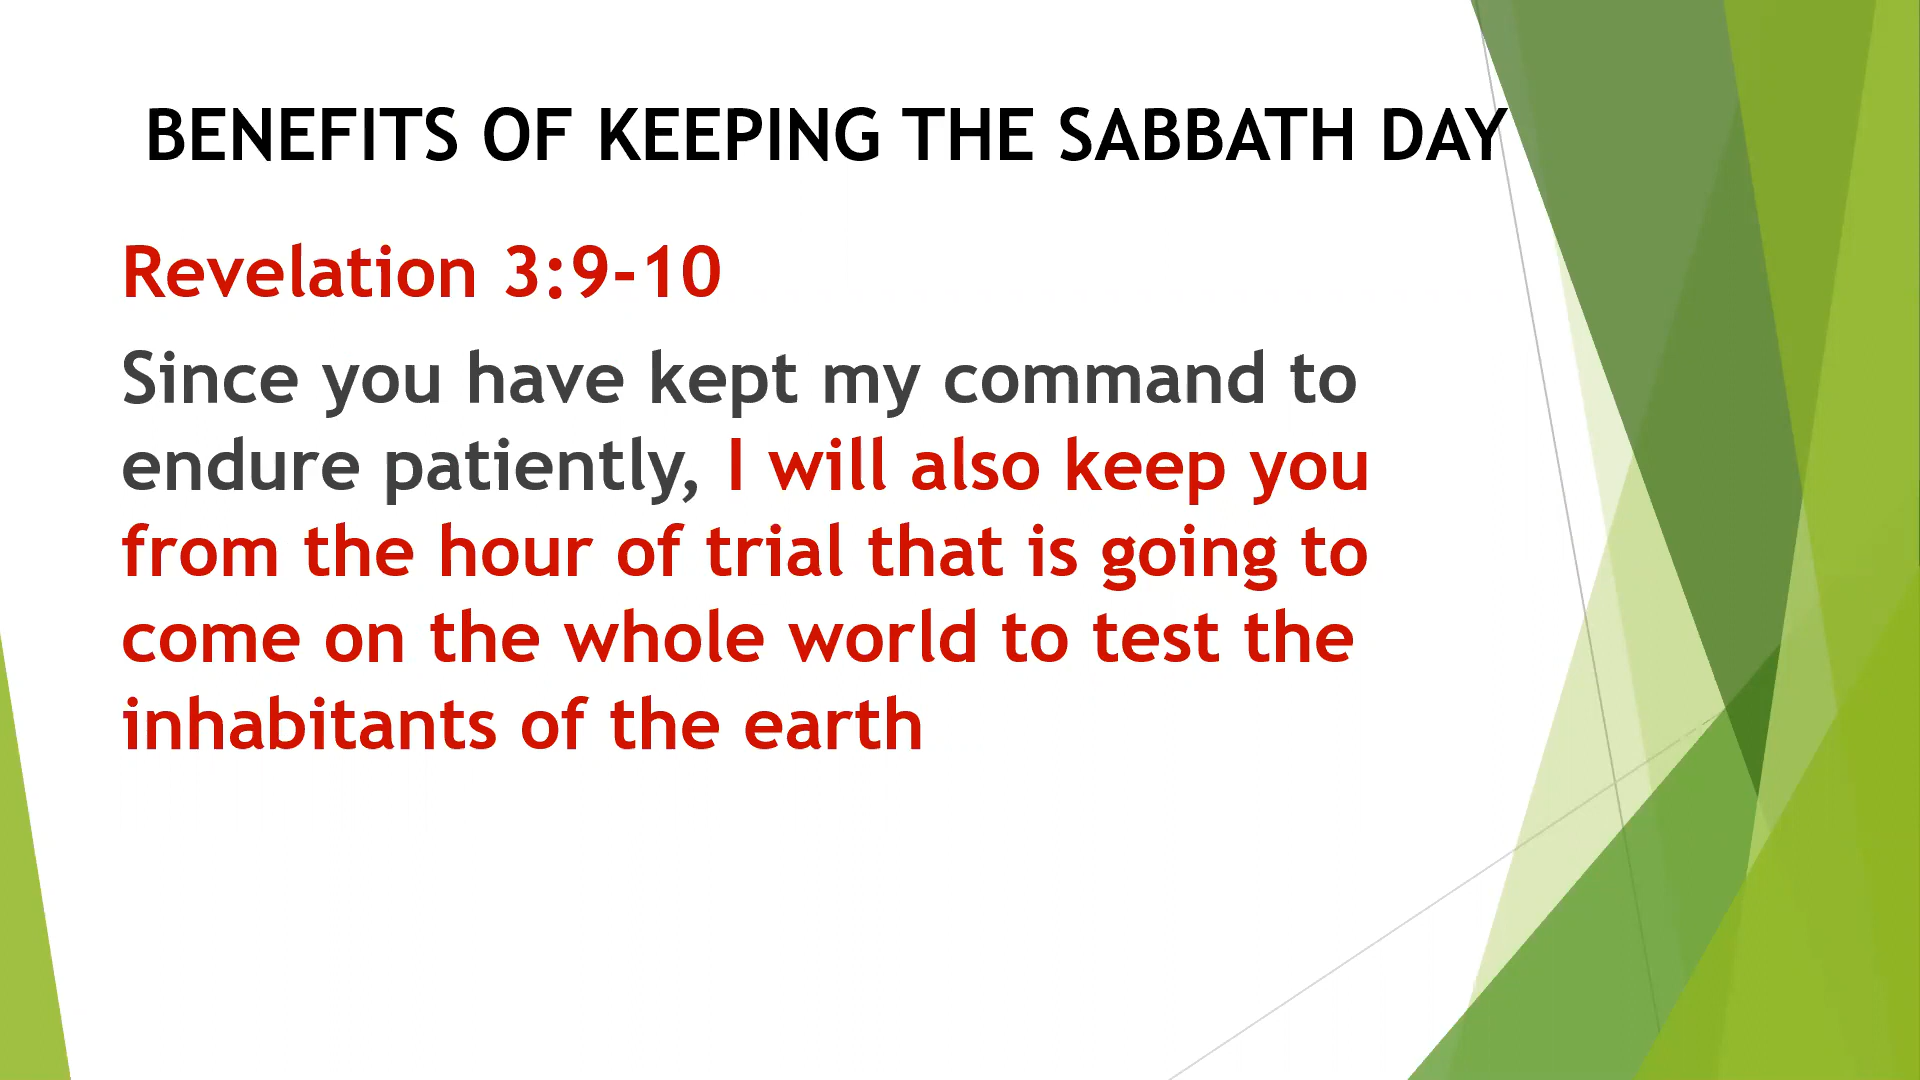 BENEFITS OF KEEPING THE SABBATH DAY
Revelation 3:9-10
Since you have kept my command to
endure patiently, I will also keep you
from the hour of trial that is going to
come on the whole world to test the
inhabitants of the earth